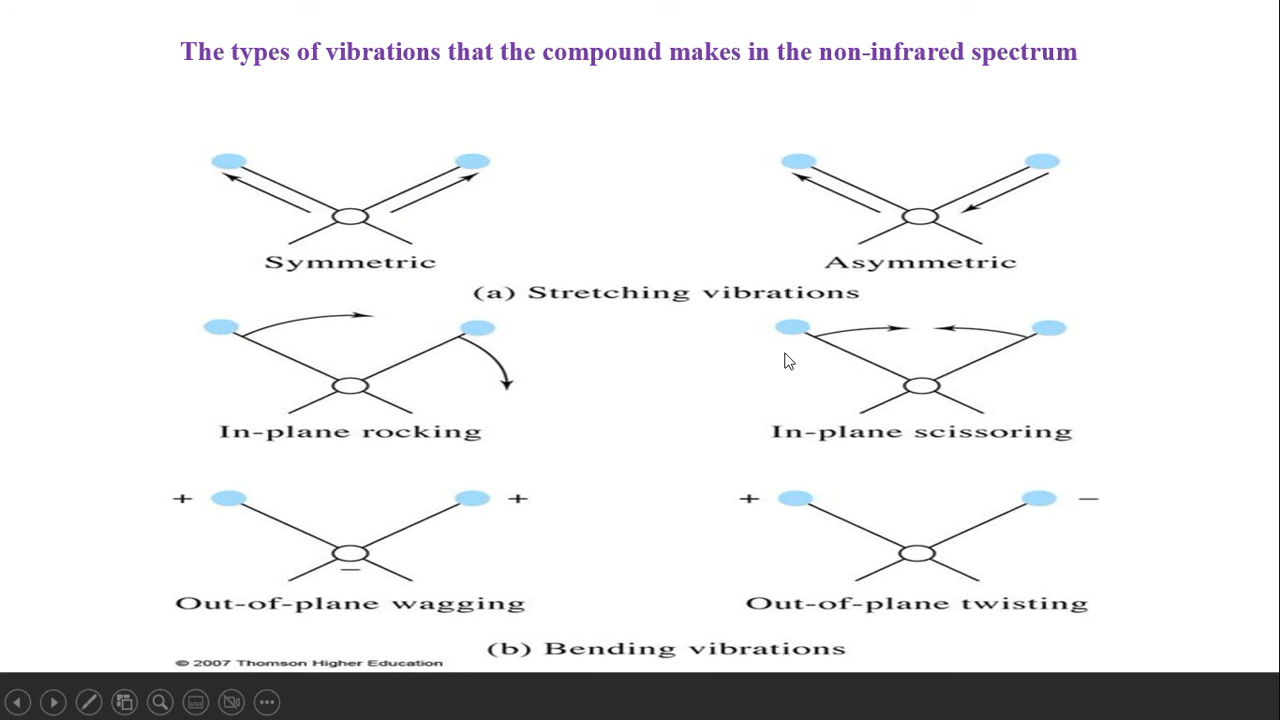 The types of vibrations that the compound makes in the non-infrared spectrum
Symmetric
Asymmetric
(a) Stretching vibrations
In-plane rocking
In-plane scissoring
+ +
−
+ −
Out-of-plane wagging
Out-of-plane twisting
(b) Bending vibrations
© 2007 Thomson Higher Education